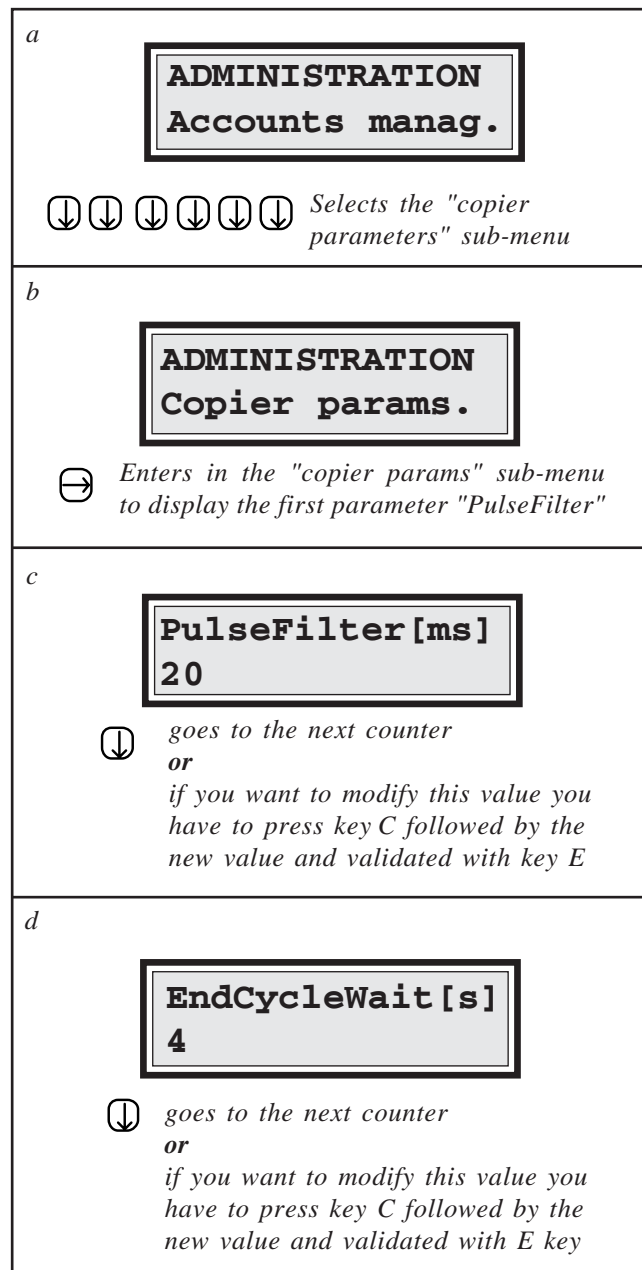 a
ADMINISTRATION
Accounts manag.
Selects the "copier
parameters" sub-menu
b
ADMINISTRATION
Copier params.
Enters in the "copier params" sub-menu
to display the first parameter "PulseFilter"
c
PulseFilter[ms]
20
goes to the next counter
or
if you want to modify this value you
have to press key C followed by the
new value and validated with key E
d
EndCycleWait[s]
4
goes to the next counter
or
if you want to modify this value you
have to press key C followed by the
new value and validated with E key